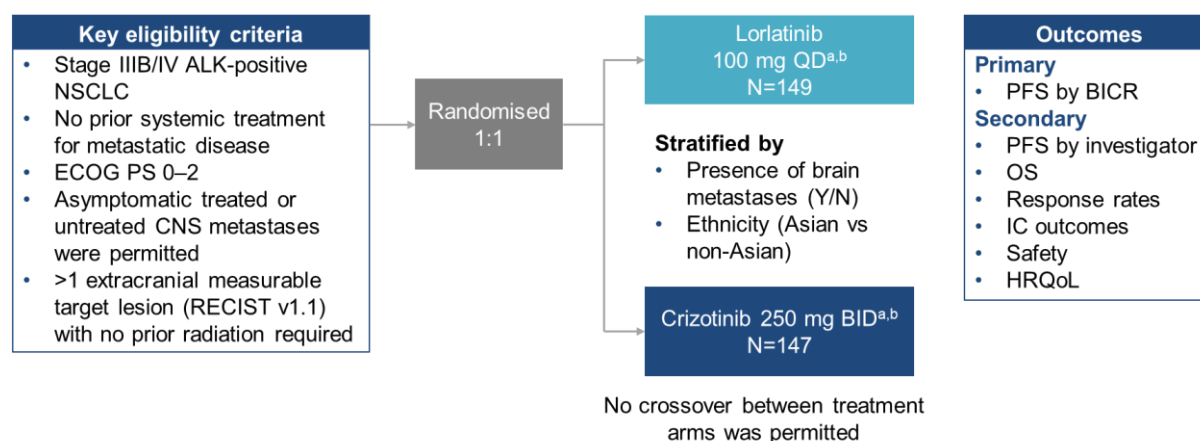 Key eligibility criteria
• Stage IIIB/IV ALK-positive
NSCLC
• No prior systemic treatment
for metastatic disease
• ECOG PS 0–2
• Asymptomatic treated or
untreated CNS metastases
were permitted
• >1 extracranial measurable
target lesion (RECIST v1.1)
with no prior radiation required
Randomised
1:1
Lorlatinib
100 mg QDa,b
N=149
Stratified by
• Presence of brain
metastases (Y/N)
• Ethnicity (Asian vs
non-Asian)
Crizotinib 250 mg BIDa,b
N=147
No crossover between treatment
arms was permitted
Outcomes
Primary
• PFS by BICR
Secondary
• PFS by investigator
• OS
• Response rates
• IC outcomes
• Safety
• HRQoL